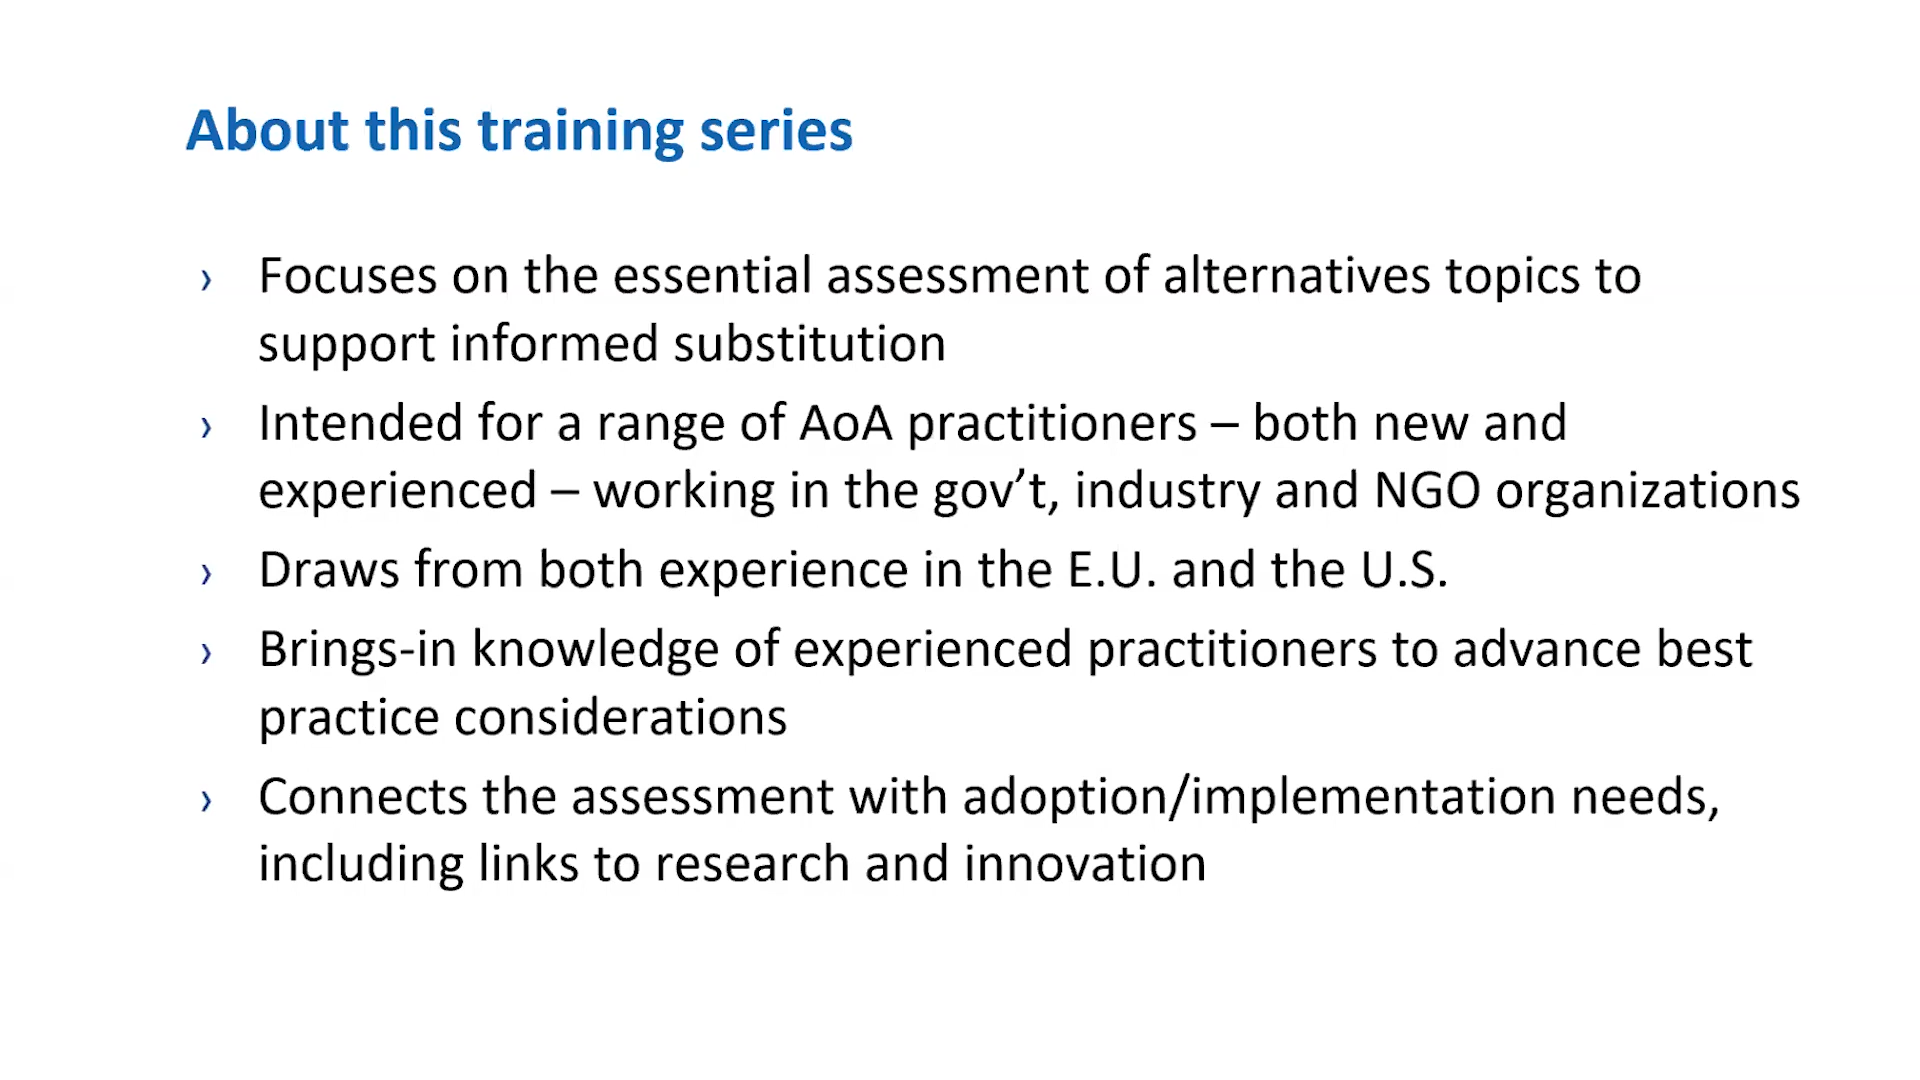 About this training series
› Focuses on the essential assessment of alternatives topics to
support informed substitution
› Intended for a range of AoA practitioners – both new and
experienced – working in the gov’t, industry and NGO organizations
› Draws from both experience in the E.U. and the U.S.
› Brings-in knowledge of experienced practitioners to advance best
practice considerations
› Connects the assessment with adoption/implementation needs,
including links to research and innovation